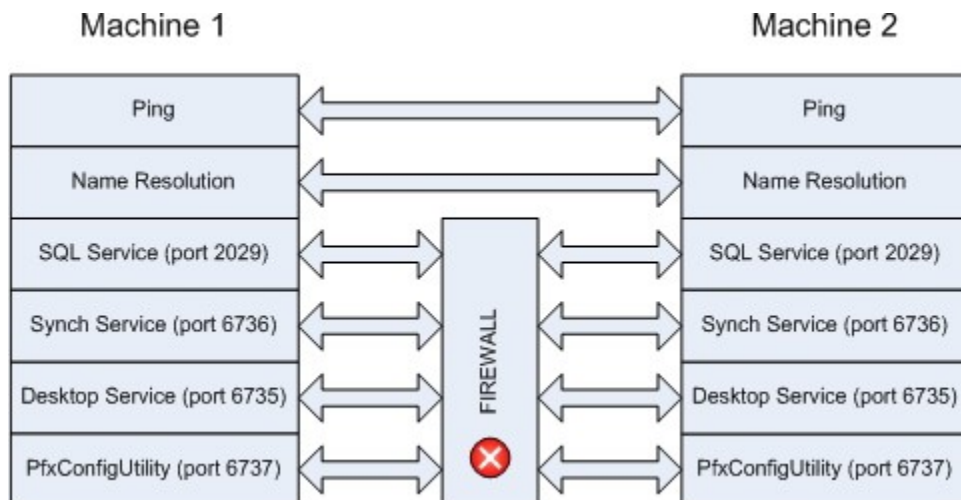 Machine 1
Machine 2
Ping
Ping
Name Resolution
Name Resolution
SQL Service (port 2029)
SQL Service (port 2029)
Synch Service (port 6736)
FIREWALL
Synch Service (port 6736)
Desktop Service (port 6735)
Desktop Service (port 6735)
PfxConfigUtility (port 6737)
PfxConfigUtility (port 6737)